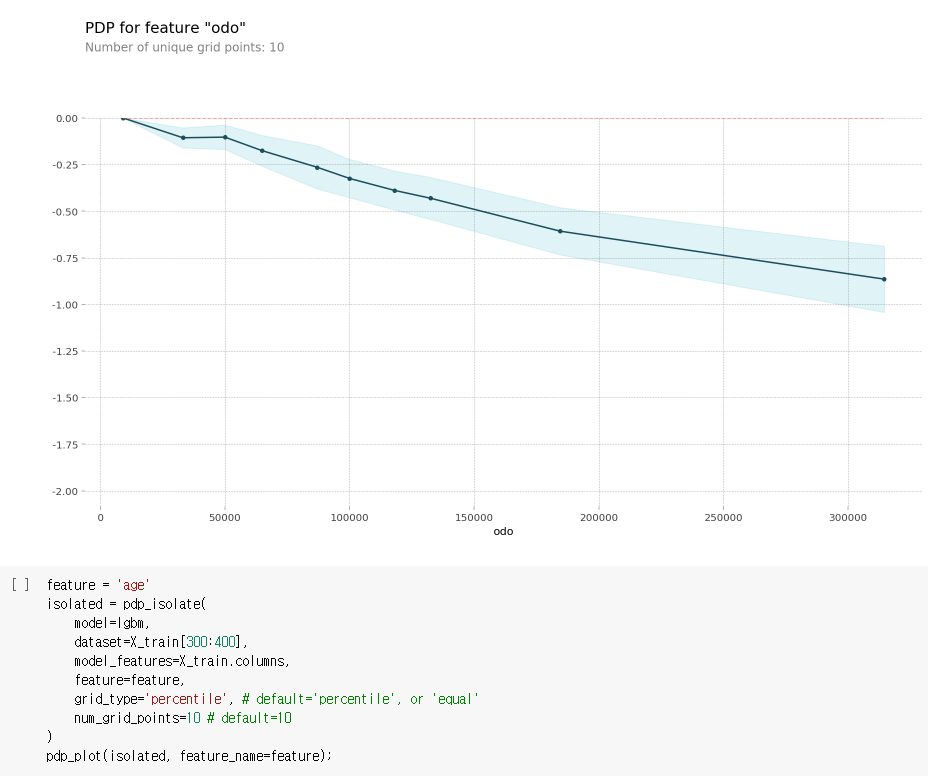 PDP for feature "odo"
Number of unique grid points: 10
0.00
-0.25
-0.50
-0.75
-1.00
-1.25
-1.50
-1.75
-2.00
0 50000 100000 150000 200000 250000 300000
odo
[ ] feature = 'age'
isolated = pdp_isolate(
model=lgbm,
dataset=X_train[300:400],
model_features=X_train.columns,
feature=feature,
grid_type='percentile', # default='percentile', or 'equal'
num_grid_points=10 # default=10
)
pdp_plot(isolated, feature_name=feature);